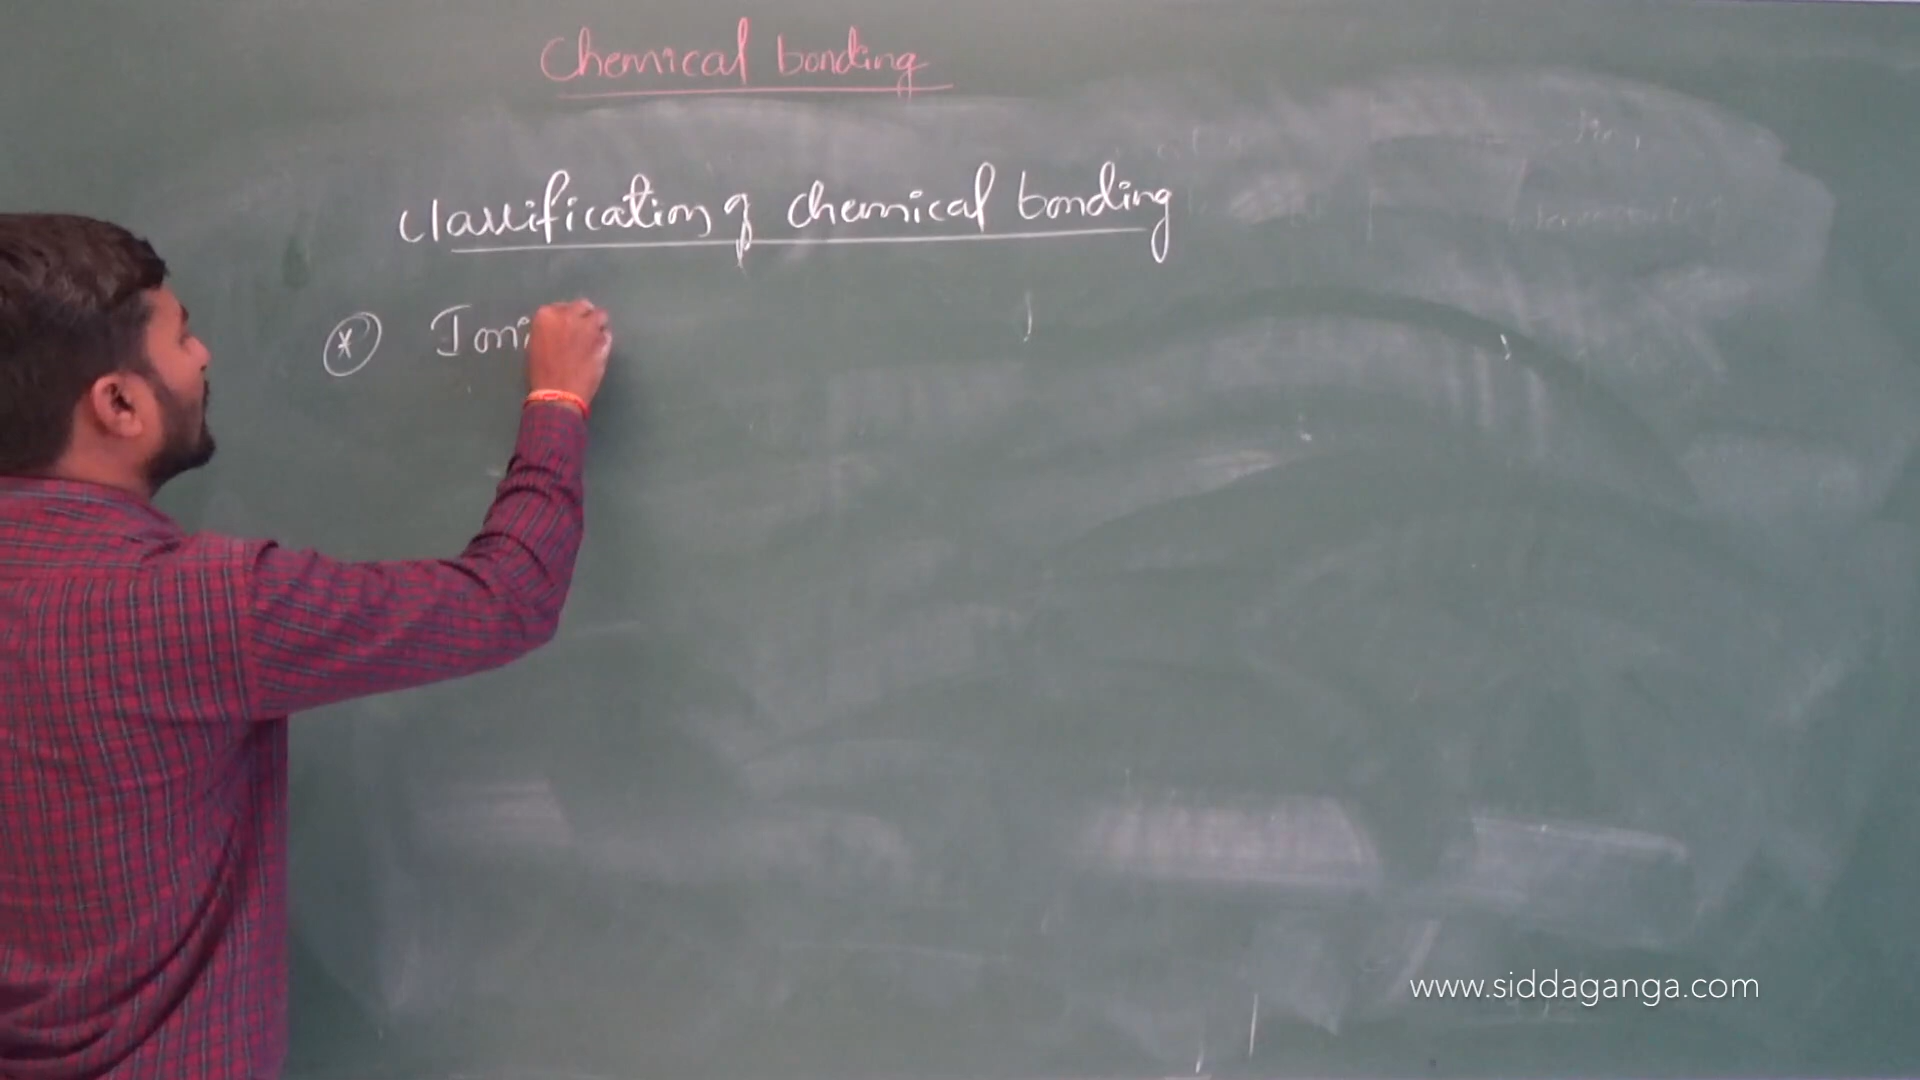 Chemical bonding
Classification of chemical bonding
* Ioni
www.siddaganga.com